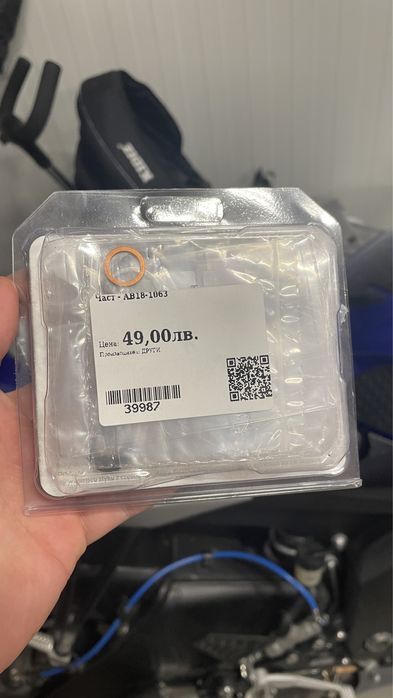 Част - AB18-1063
Цена: 49,00лв.
Производител: ДРУГИ
39987